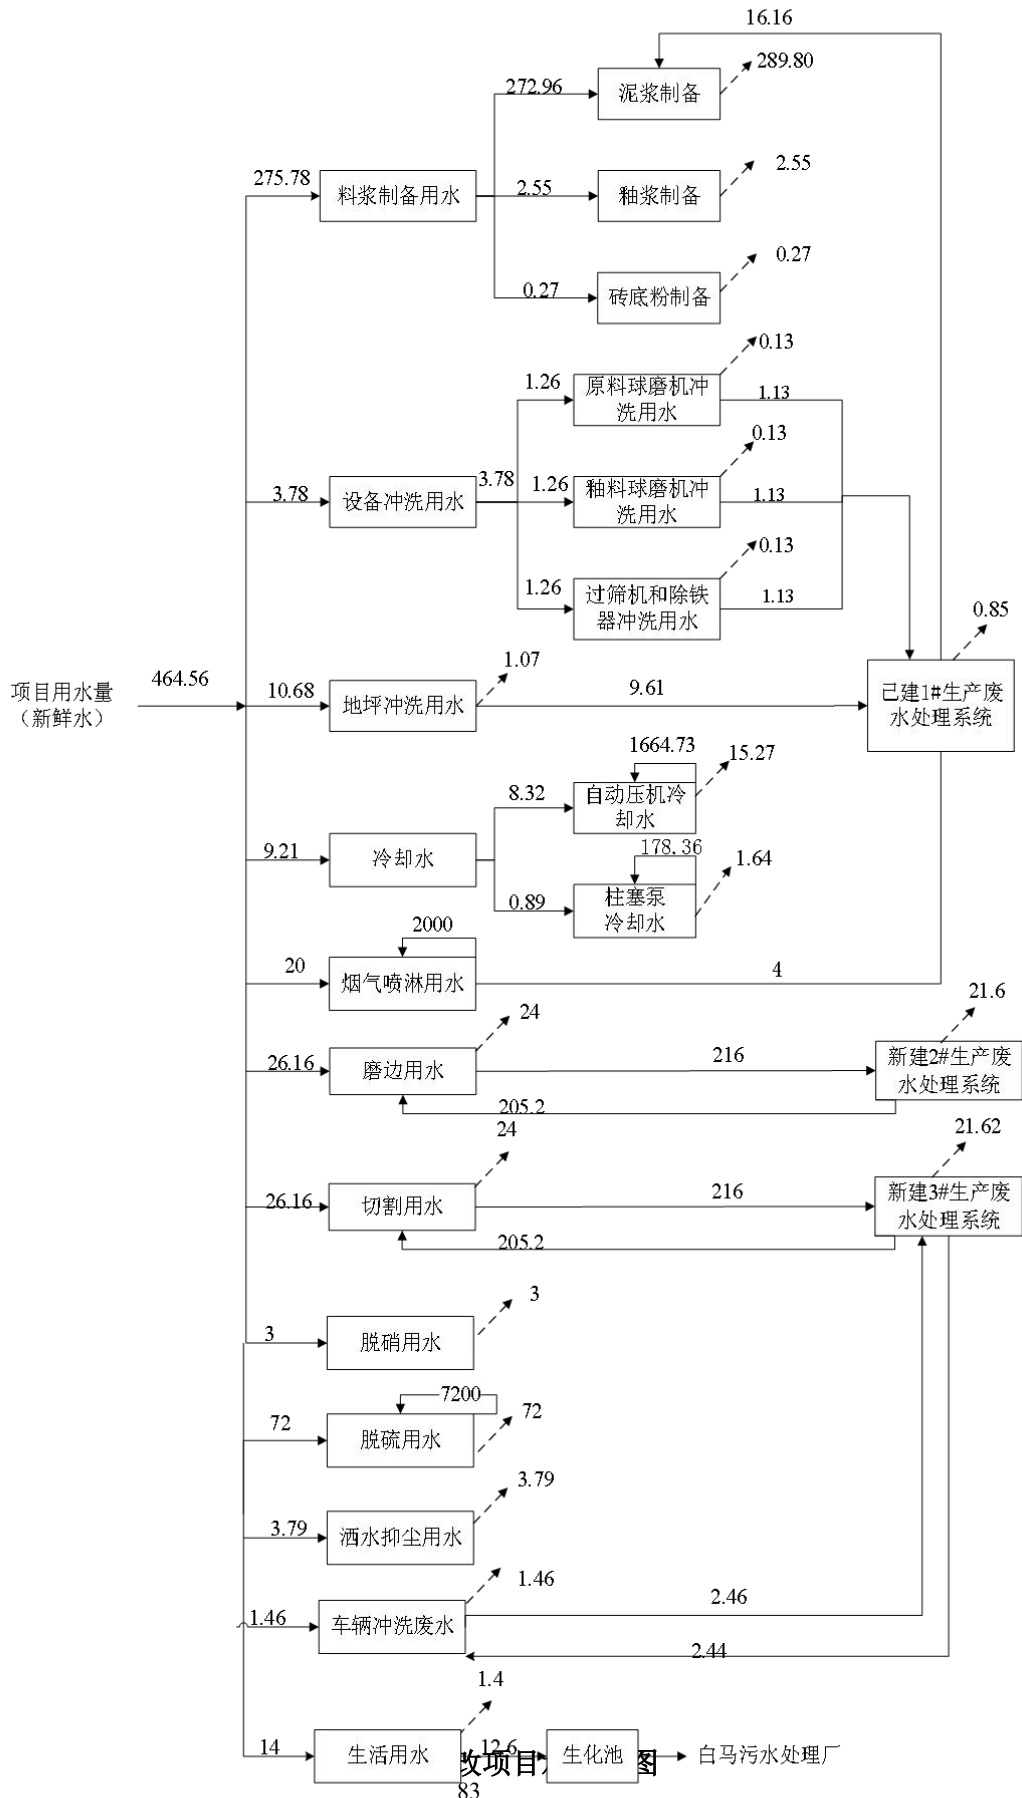 16.16
289.80
272.96
泥浆制备
275.78
料浆制备用水
2.55
釉浆制备
2.55
0.27
砖底粉制备
0.27
1.26
原料球磨机冲
洗用水
0.13
1.13
3.78
设备冲洗用水
3.78
1.26
釉料球磨机冲
洗用水
0.13
1.13
1.26
过筛机和除铁
器冲洗用水
0.13
1.13
项目用水量
（新鲜水）
464.56
10.68
地坪冲洗用水
1.07
9.61
已建1#生产废
水处理系统
0.85
9.21
冷却水
8.32
1664.73
自动压机冷
却水
15.27
0.89
178.36
柱塞泵
冷却水
1.64
20
2000
烟气喷淋用水
4
26.16
磨边用水
24
216
新建2#生产废
水处理系统
21.6
205.2
26.16
切割用水
24
216
新建3#生产废
水处理系统
21.62
205.2
3
脱硝用水
3
72
7200
脱硫用水
72
3.79
洒水抑尘用水
3.79
1.46
车辆冲洗废水
1.46
2.46
2.44
14
生活用水
1.4
12.6
生化池
白马污水处理厂
改项目
图
83